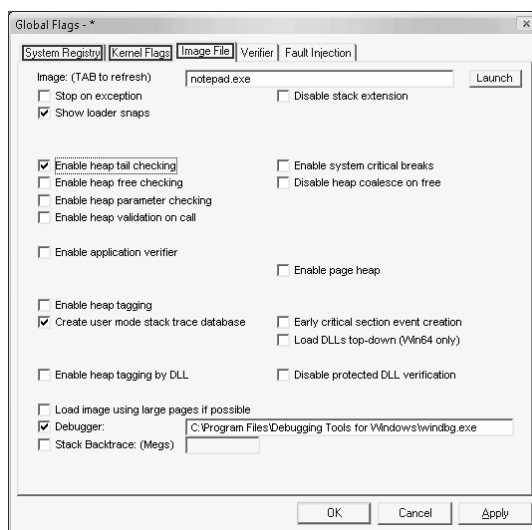 Global Flags - *
System Registry Kernel Flags Image File Verifier Fault Injection
Image: (TAB to refresh) notepad.exe Launch
Stop on exception Disable stack extension
Show loader snaps
Enable heap tail checking Enable system critical breaks
Enable heap free checking Disable heap coalesce on free
Enable heap parameter checking
Enable heap validation on call
Enable application verifier
Enable page heap
Enable heap tagging
Create user mode stack trace database Early critical section event creation
Load DLLs top-down (Win64 only)
Enable heap tagging by DLL Disable protected DLL verification
Load image using large pages if possible
Debugger: C:\Program Files\Debugging Tools for Windows\windbg.exe
Stack Backtrace: (Megs)
OK Cancel Apply